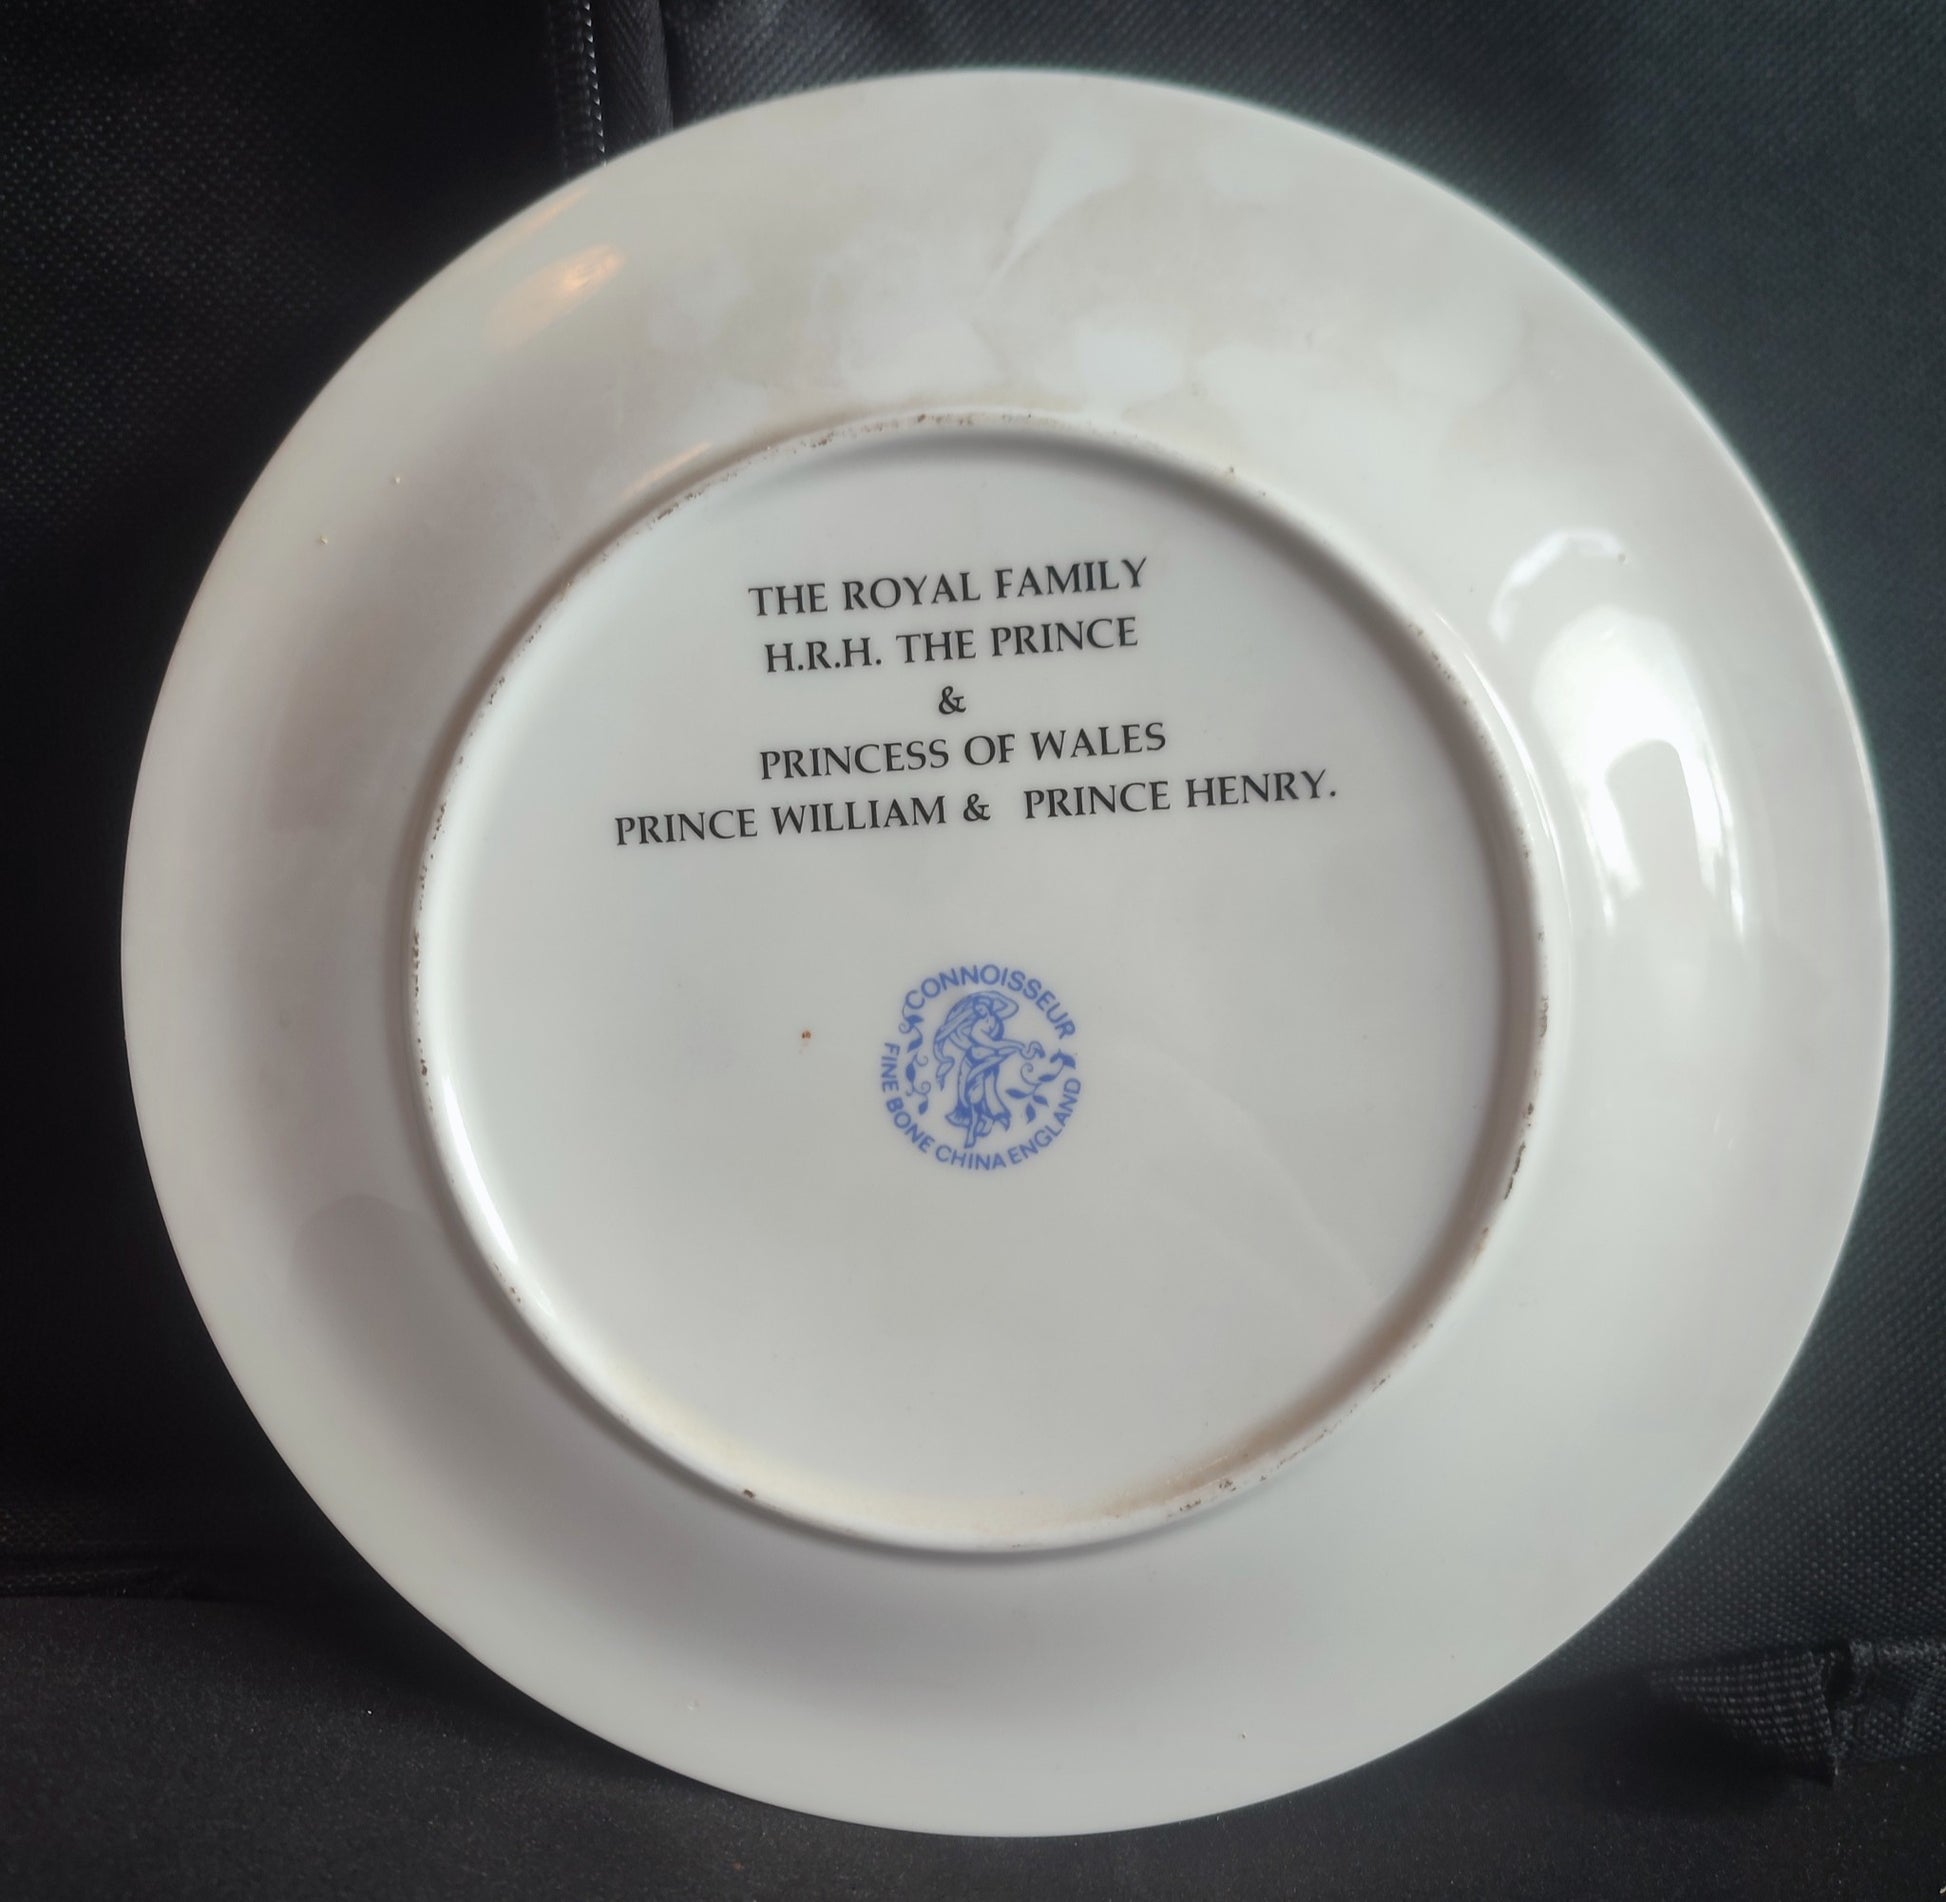 THE ROYAL FAMILY
H.R.H. THE PRINCE
&
PRINCESS OF WALES
PRINCE WILLIAM & PRINCE HENRY.
CONNOISSEUR
FINE BONE CHINA ENGLAND